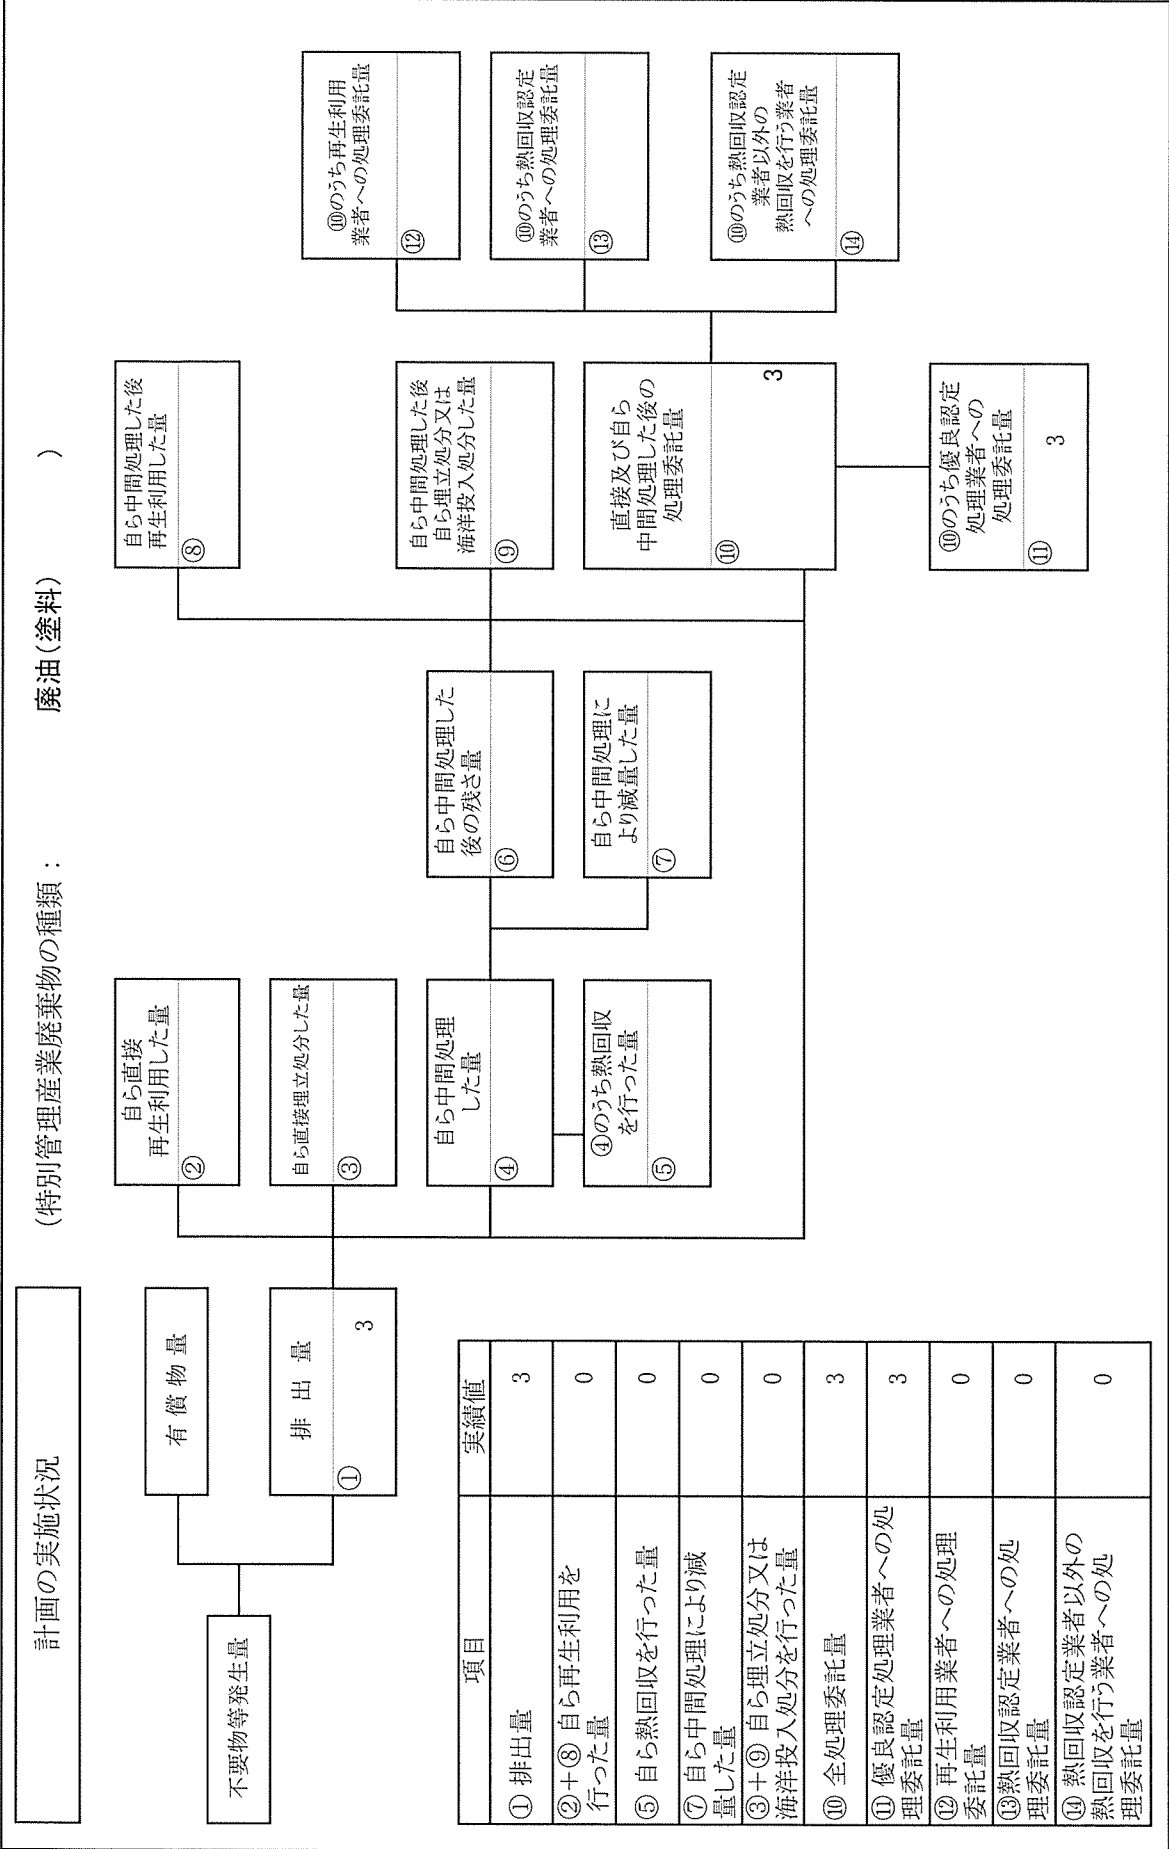 計画の実施状況
(特別管理産業廃棄物の種類：　廃油(塗料)　)
不要物等発生量
有償物量
排出量
①
3
自ら直接
再生利用した量
②
自ら直接埋立処分した量
③
自ら中間処理
した量
④
④のうち熱回収
を行った量
⑤
自ら中間処理した
後の残さ量
⑥
自ら中間処理に
より減量した量
⑦
自ら中間処理した後
再生利用した量
⑧
自ら中間処理した後
自ら埋立処分又は
海洋投入処分した量
⑨
直接及び自ら
中間処理した後の
処理委託量
⑩
3
⑩のうち優良認定
処理業者への
処理委託量
⑪
3
⑩のうち再生利用
業者への処理委託量
⑫
⑩のうち熱回収認定
業者への処理委託量
⑬
⑩のうち熱回収認定
業者以外の
熱回収を行う業者
への処理委託量
⑭
項目 実績値
① 排出量 3
②＋⑧ 自ら再生利用を
行った量 0
⑤ 自ら熱回収を行った量 0
⑦ 自ら中間処理により減
量した量 0
③＋⑨ 自ら埋立処分又は
海洋投入処分を行った量 0
⑩ 全処理委託量 3
⑪ 優良認定処理業者への処
理委託量 3
⑫ 再生利用業者への処理
委託量 0
⑬熱回収認定業者への処
理委託量 0
⑭ 熱回収認定業者以外の
熱回収を行う業者への処
理委託量 0